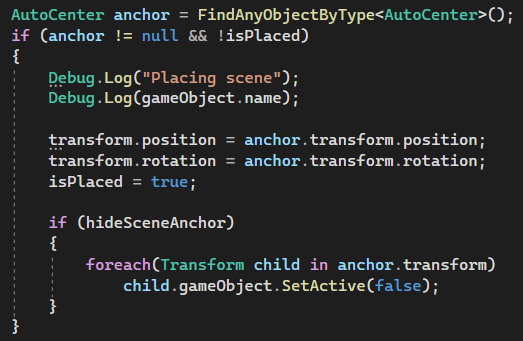 AutoCenter anchor = FindAnyObjectByType<AutoCenter>();
if (anchor != null && !isPlaced)
{
    Debug.Log("Placing scene");
    Debug.Log(gameObject.name);

    transform.position = anchor.transform.position;
    transform.rotation = anchor.transform.rotation;
    isPlaced = true;

    if (hideSceneAnchor)
    {
        foreach(Transform child in anchor.transform)
            child.gameObject.SetActive(false);
    }
}